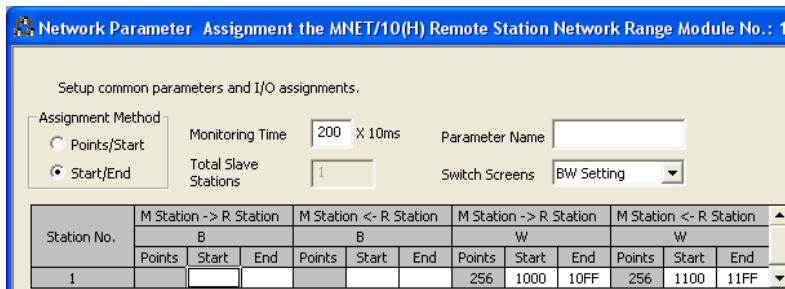 Network Parameter Assignment the MNET/10(H) Remote Station Network Range Module No.: 1
Setup common parameters and I/O assignments.
Assignment Method
Points/Start
Start/End
Monitoring Time 200 X 10ms
Total Slave Stations 1
Parameter Name
Switch Screens BW Setting
Station No. M Station -> R Station M Station <- R Station M Station -> R Station M Station <- R Station
B B W W
Points Start End Points Start End Points Start End Points Start End
1 256 1000 10FF 256 1100 11FF